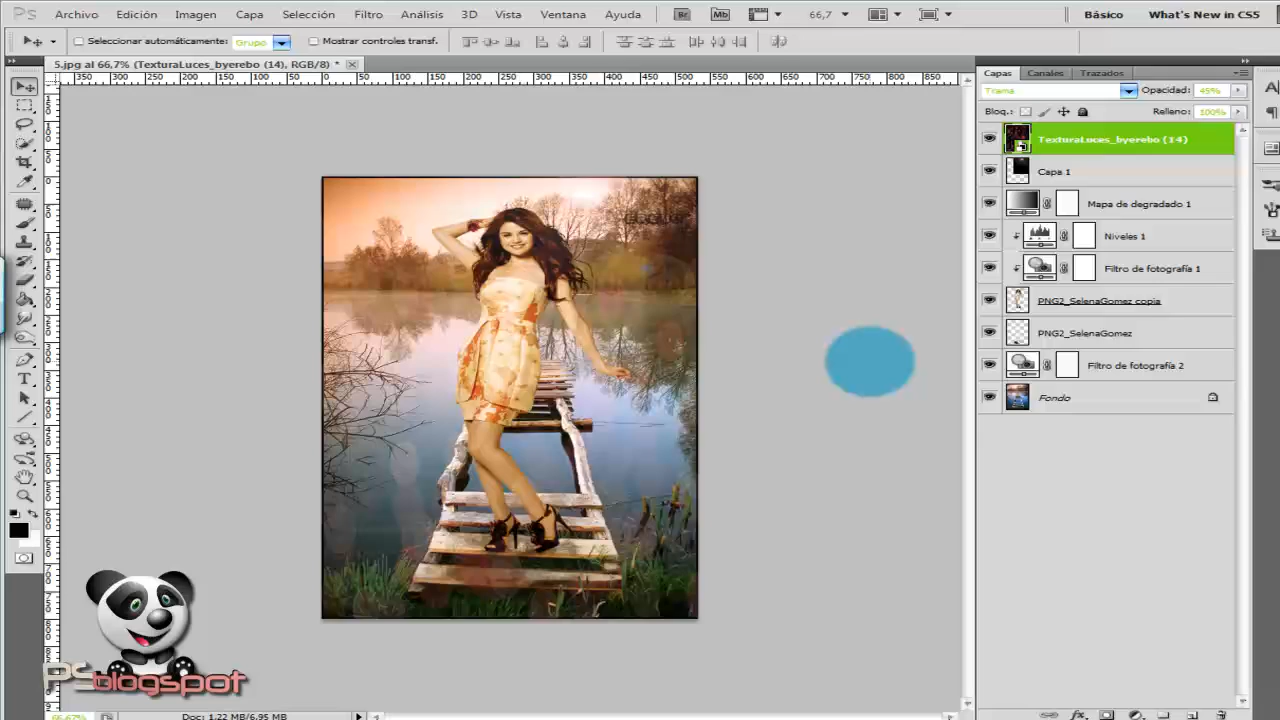 Ps Archivo Edición Imagen Capa Selección Filtro Análisis 3D Vista Ventana Ayuda Br Mb 66,7 Básico What's New in CS5
Seleccionar automáticamente: Grupo Mostrar controles transf.
5.jpg al 66,7% (TexturaLuces_byerebo (14), RGB/8) *
350 300 250 200 150 100 50 0 50 100 150 200 250 300 350 400 450 500 550 600 650 700 750 800 850
Capas Canales Trazados
Trama Opacidad: 45%
Bloq.: Relleno: 100%
TexturaLuces_byerebo (14)
Capa 1
Mapa de degradado 1
Niveles 1
Filtro de fotografía 1
PNG2_SelenaGomez copia
PNG2_SelenaGomez
Filtro de fotografía 2
Fondo
PSblogspot
66,67% Doc: 1,22 MB/6,95 MB